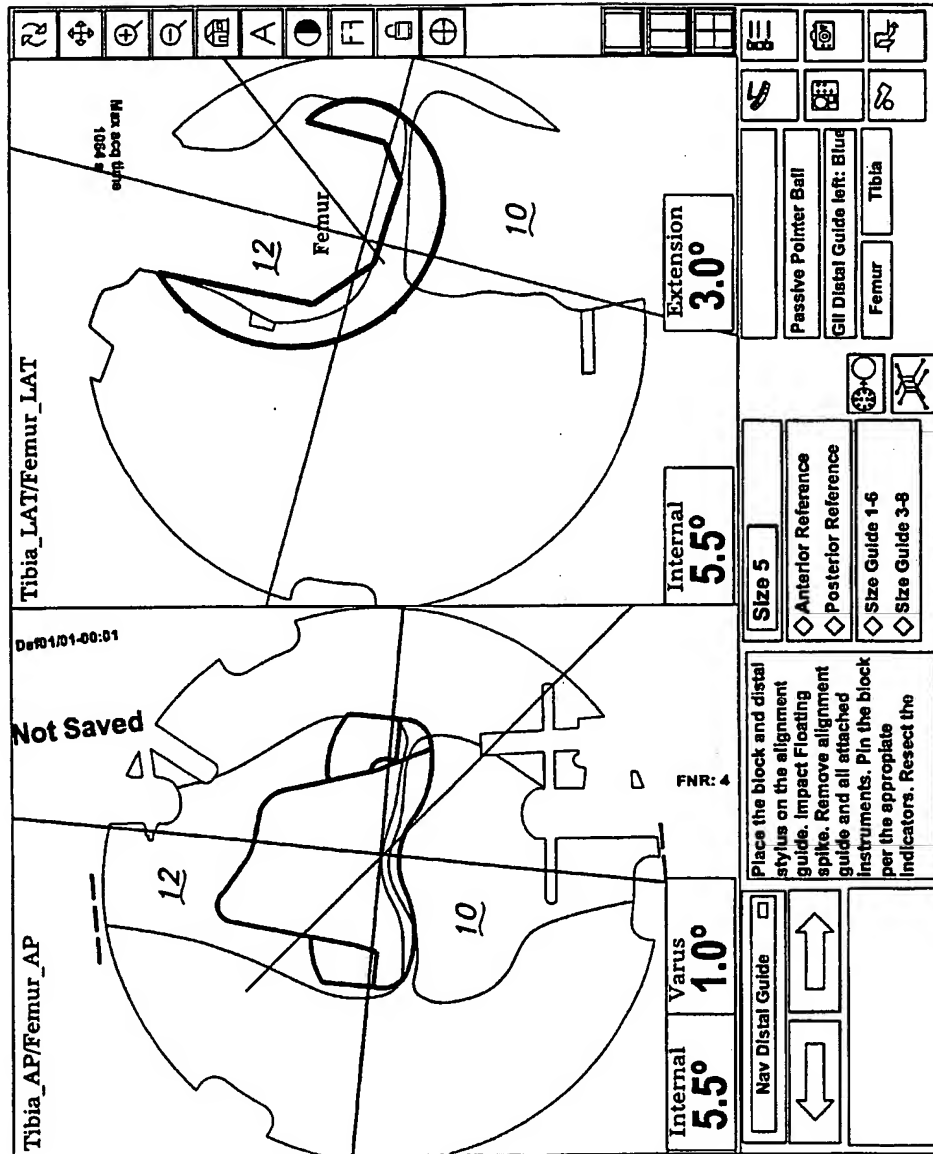 Tibia_AP/Femur_AP
Not Saved
Def01/01-00:01
12
10
FNR: 4
Internal
5.5°
Varus
1.0°
Tibia_LAT/Femur_LAT
Max acq time
1064 s
Femur
12
10
Internal
5.5°
Extension
3.0°
A
Nav Distal Guide
Place the block and distal
stylus on the alignment
guide. Impact Floating
spike. Remove alignment
guide and all attached
instruments. Pin the block
per the appropiate
indicators. Resect the
Size 5
Anterior Reference
Posterior Reference
Size Guide 1-6
Size Guide 3-8
Passive Pointer Ball
GII Distal Guide left: Blue
Femur
Tibia